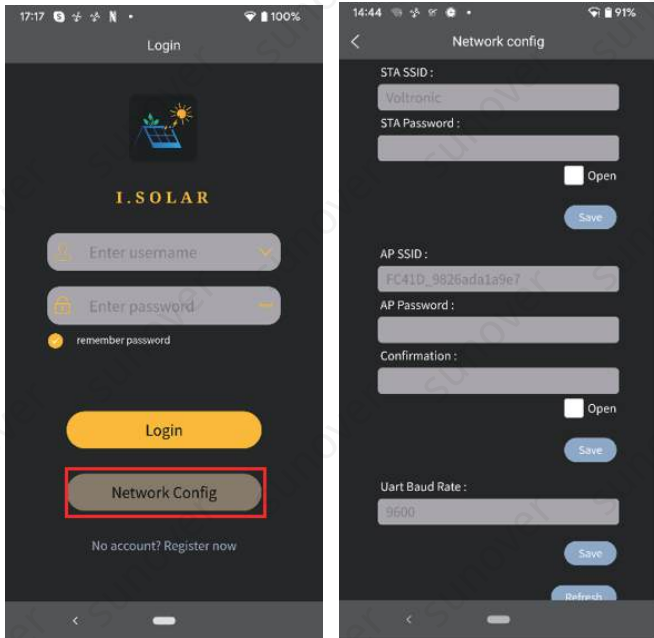 17:17
100%
Login
I.SOLAR
Enter username
Enter password
remember password
Login
Network Config
No account? Register now
14:44
91%
Network config
STA SSID :
Voltronic
STA Password :
Open
Save
AP SSID :
FC41D_9826ada1a9e7
AP Password :
Confirmation :
Open
Save
Uart Baud Rate :
9600
Save
Refresh
sunover